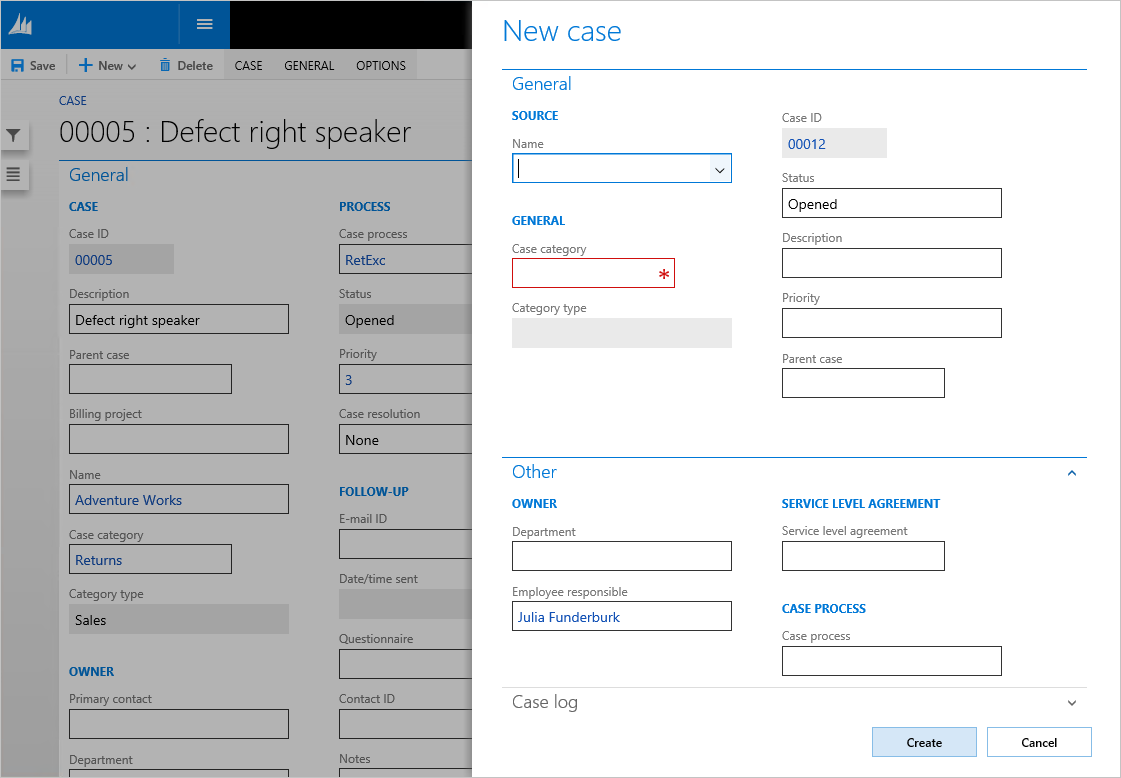 Save
New
Delete
CASE
GENERAL
OPTIONS
CASE
00005 : Defect right speaker
General
CASE
Case ID
00005
Description
Defect right speaker
Parent case
Billing project
Name
Adventure Works
Case category
Returns
Category type
Sales
OWNER
Primary contact
Department
PROCESS
Case process
RetExc
Status
Opened
Priority
3
Case resolution
None
FOLLOW-UP
E-mail ID
Date/time sent
Questionnaire
Contact ID
Notes
New case
General
SOURCE
Name
GENERAL
Case category
*
Category type
Case ID
00012
Status
Opened
Description
Priority
Parent case
Other
OWNER
Department
Employee responsible
Julia Funderburk
SERVICE LEVEL AGREEMENT
Service level agreement
CASE PROCESS
Case process
Case log
Create
Cancel